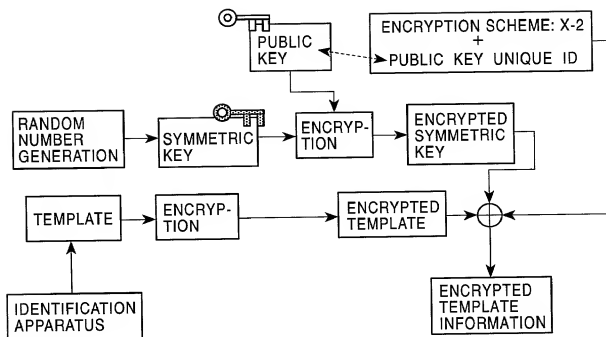 PUBLIC
KEY
ENCRYPTION SCHEME: X-2
+
PUBLIC KEY UNIQUE ID
RANDOM
NUMBER
GENERATION
SYMMETRIC
KEY
ENCRYP-
TION
ENCRYPTED
SYMMETRIC
KEY
TEMPLATE
ENCRYP-
TION
ENCRYPTED
TEMPLATE
IDENTIFICATION
APPARATUS
ENCRYPTED
TEMPLATE
INFORMATION